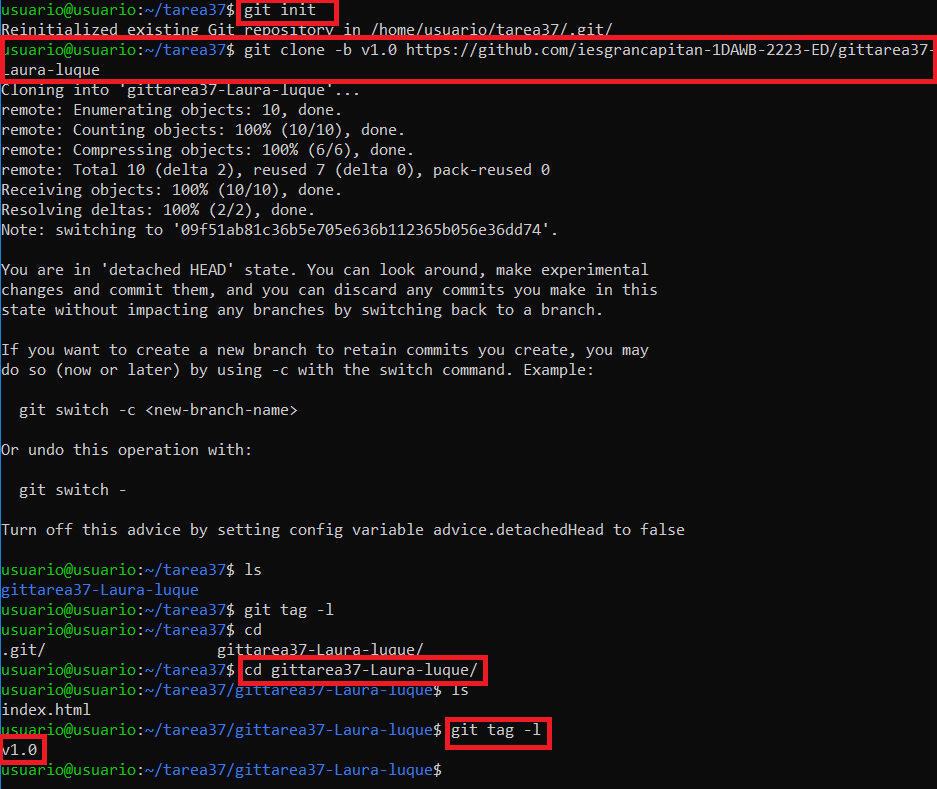 usuario@usuario:~/tarea37$ git init
Reinitialized existing Git repository in /home/usuario/tarea37/.git/
usuario@usuario:~/tarea37$ git clone -b v1.0 https://github.com/iesgrancapitan-1DAWB-2223-ED/gittarea37-
Laura-luque
Cloning into 'gittarea37-Laura-luque'...
remote: Enumerating objects: 10, done.
remote: Counting objects: 100% (10/10), done.
remote: Compressing objects: 100% (6/6), done.
remote: Total 10 (delta 2), reused 7 (delta 0), pack-reused 0
Receiving objects: 100% (10/10), done.
Resolving deltas: 100% (2/2), done.
Note: switching to '09f51ab81c36b5e705e636b112365b056e36dd74'.

You are in 'detached HEAD' state. You can look around, make experimental
changes and commit them, and you can discard any commits you make in this
state without impacting any branches by switching back to a branch.

If you want to create a new branch to retain commits you create, you may
do so (now or later) by using -c with the switch command. Example:

  git switch -c <new-branch-name>

Or undo this operation with:

  git switch -

Turn off this advice by setting config variable advice.detachedHead to false

usuario@usuario:~/tarea37$ ls
gittarea37-Laura-luque
usuario@usuario:~/tarea37$ git tag -l
usuario@usuario:~/tarea37$ cd
.git/                   gittarea37-Laura-luque/
usuario@usuario:~/tarea37$ cd gittarea37-Laura-luque/
usuario@usuario:~/tarea37/gittarea37-Laura-luque$ ls
index.html
usuario@usuario:~/tarea37/gittarea37-Laura-luque$ git tag -l
v1.0
usuario@usuario:~/tarea37/gittarea37-Laura-luque$